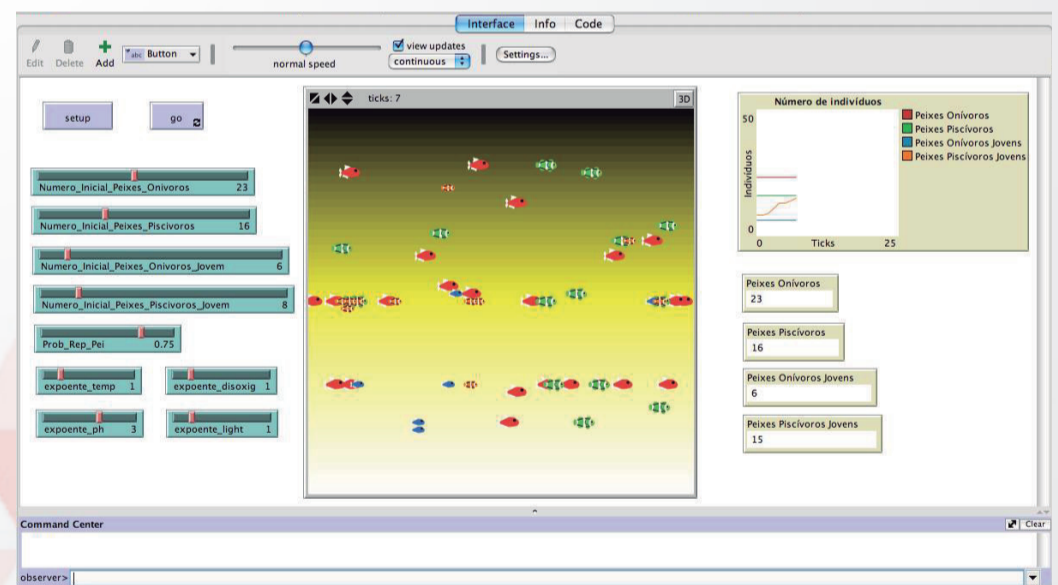 Interface Info Code
Edit Delete Add abc Button normal speed view updates continuous Settings...
setup go
Numero_Inicial_Peixes_Onivoros 23
Numero_Inicial_Peixes_Piscivoros 16
Numero_Inicial_Peixes_Onivoros_Jovem 6
Numero_Inicial_Peixes_Piscivoros_Jovem 8
Prob_Rep_Pei 0.75
expoente_temp 1 expoente_disoxig 1
expoente_ph 3 expoente_light 1
ticks: 7 3D
Número de indivíduos
50
Indivíduos
0
0 Ticks 25
Peixes Onívoros
Peixes Piscívoros
Peixes Onívoros Jovens
Peixes Piscívoros Jovens
Peixes Onívoros
23
Peixes Piscívoros
16
Peixes Onívoros Jovens
6
Peixes Piscívoros Jovens
15
Command Center Clear
observer>